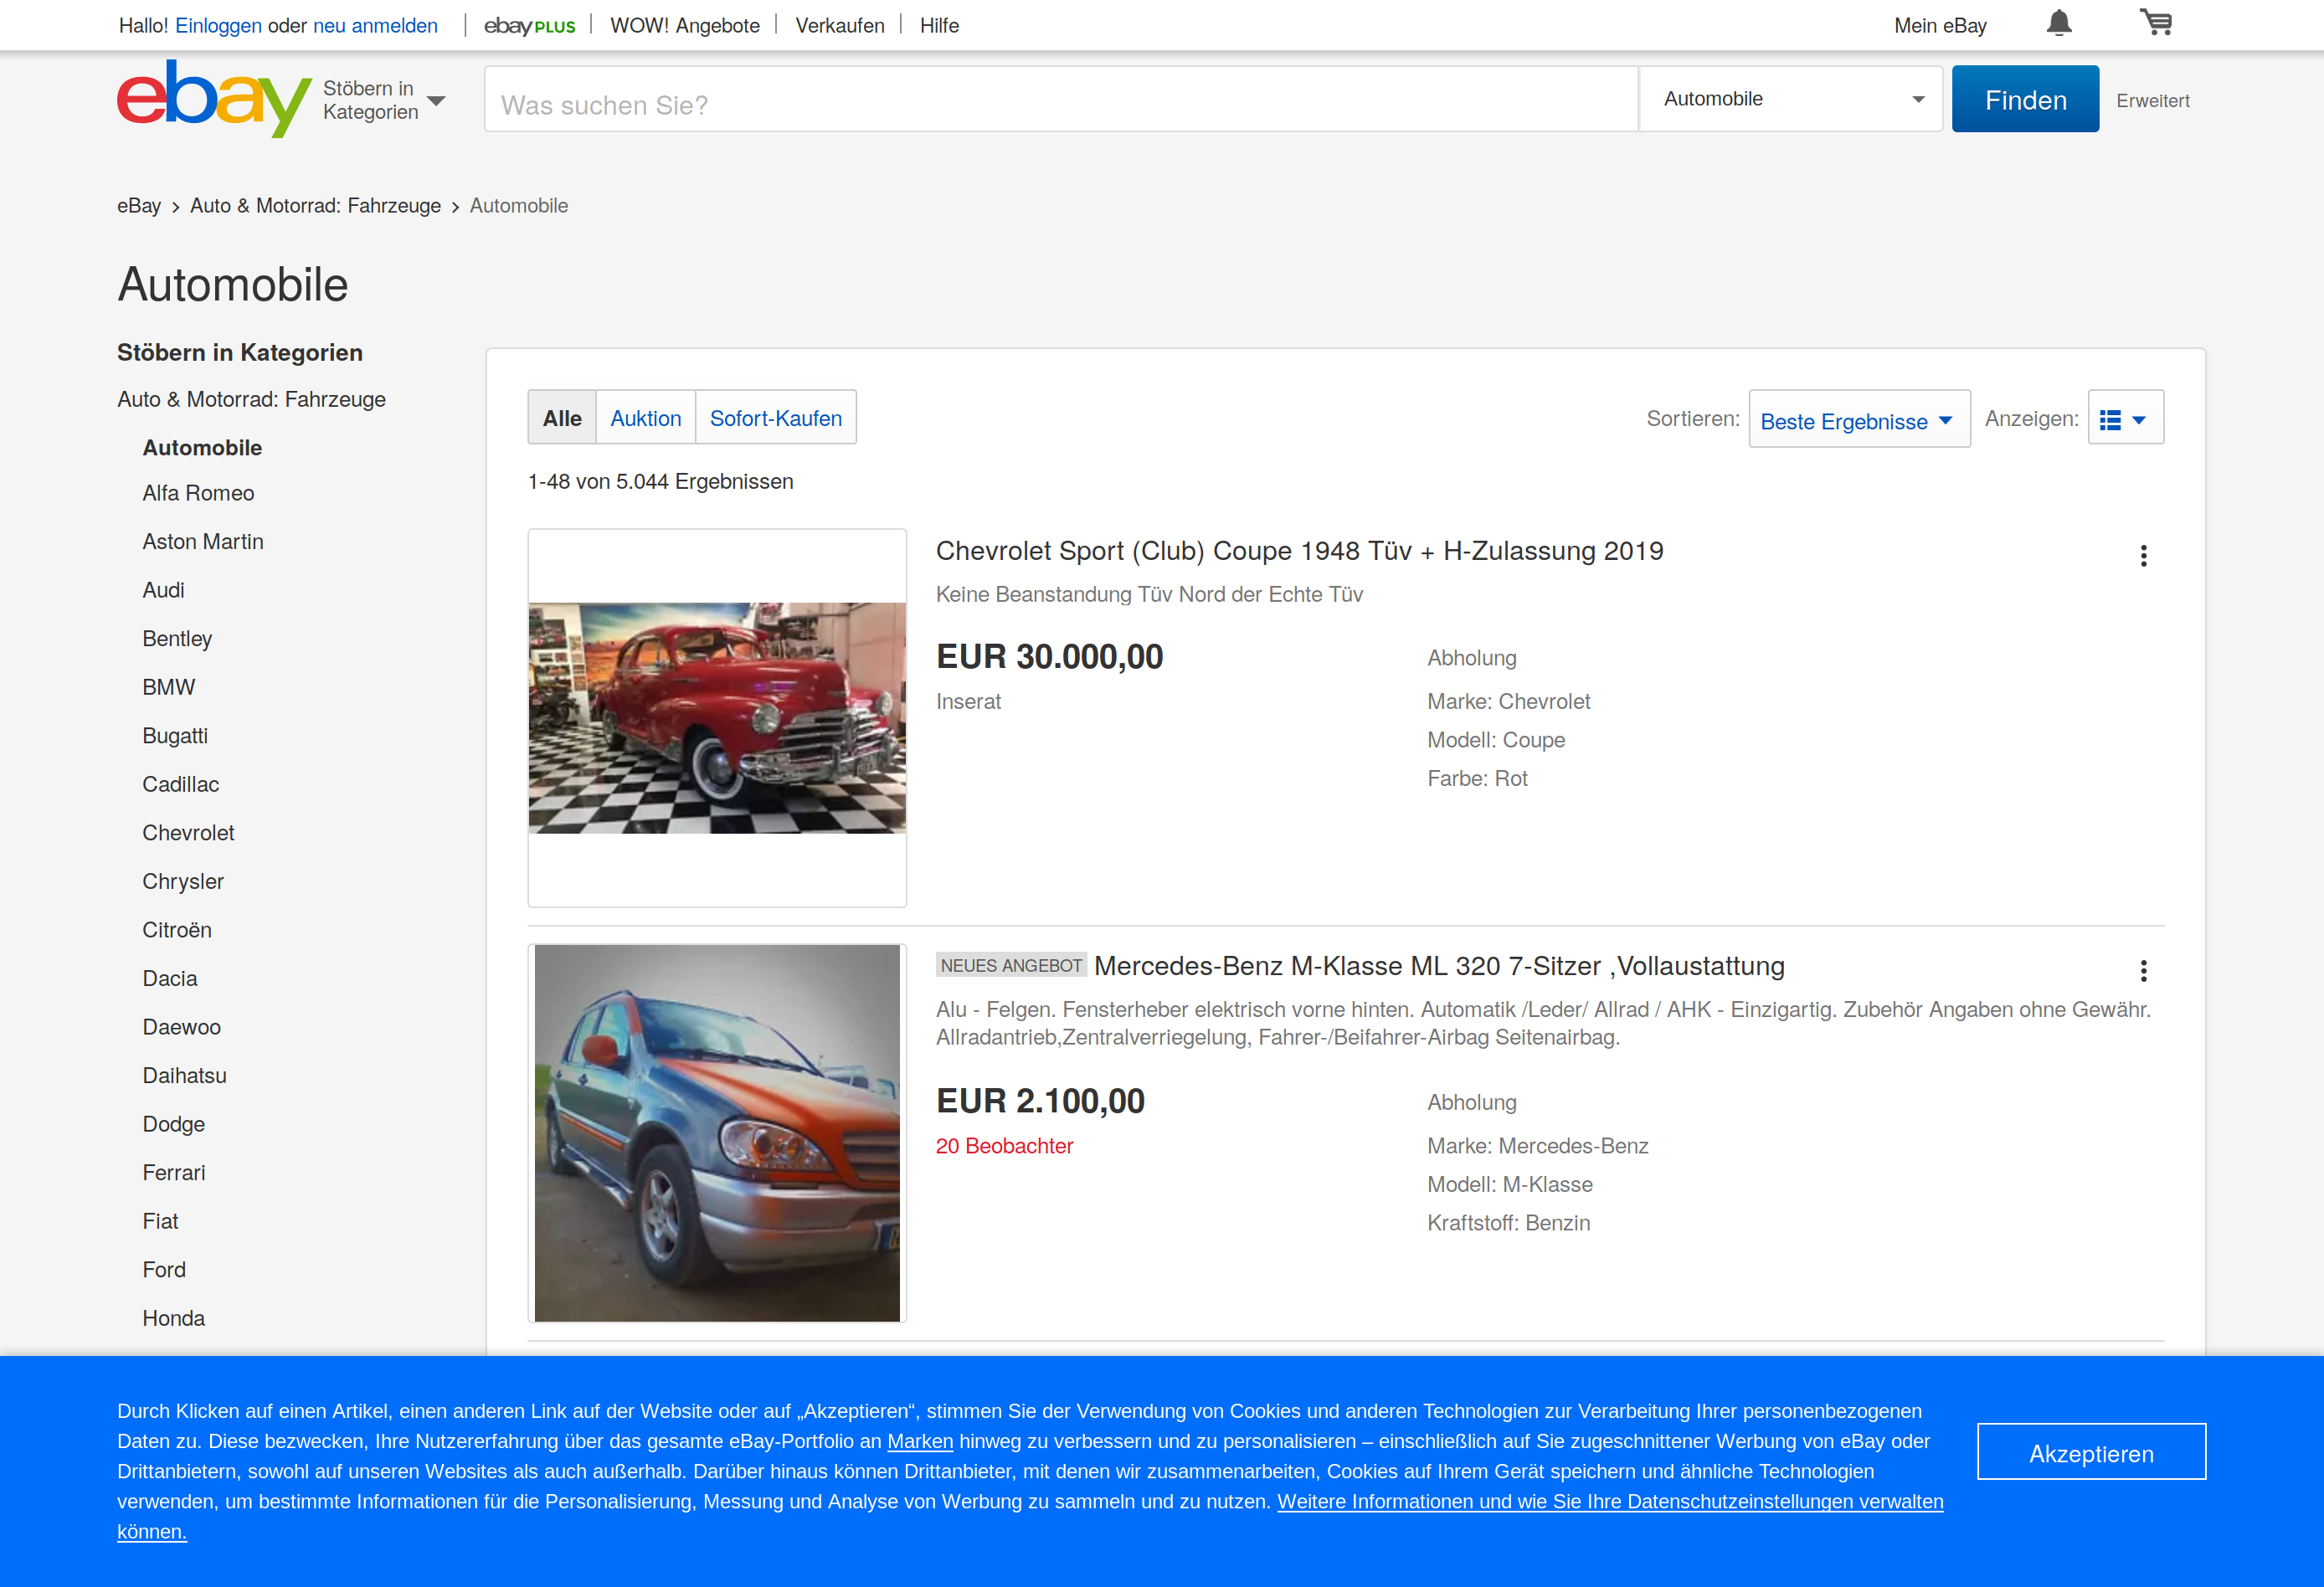 Hallo! Einloggen oder neu anmelden ebay PLUS WOW! Angebote Verkaufen Hilfe Mein eBay
ebay
Stöbern in
Kategorien
Was suchen Sie?
Automobile
Finden
Erweitert
eBay > Auto & Motorrad: Fahrzeuge > Automobile
Automobile
Stöbern in Kategorien
Auto & Motorrad: Fahrzeuge
Automobile
Alfa Romeo
Aston Martin
Audi
Bentley
BMW
Bugatti
Cadillac
Chevrolet
Chrysler
Citroën
Dacia
Daewoo
Daihatsu
Dodge
Ferrari
Fiat
Ford
Honda
Alle Auktion Sofort-Kaufen
Sortieren: Beste Ergebnisse Anzeigen:
1-48 von 5.044 Ergebnissen
Chevrolet Sport (Club) Coupe 1948 Tüv + H-Zulassung 2019
Keine Beanstandung Tüv Nord der Echte Tüv
EUR 30.000,00
Inserat
Abholung
Marke: Chevrolet
Modell: Coupe
Farbe: Rot
NEUES ANGEBOT Mercedes-Benz M-Klasse ML 320 7-Sitzer ,Vollaustattung
Alu - Felgen. Fensterheber elektrisch vorne hinten. Automatik /Leder/ Allrad / AHK - Einzigartig. Zubehör Angaben ohne Gewähr.
Allradantrieb,Zentralverriegelung, Fahrer-/Beifahrer-Airbag Seitenairbag.
EUR 2.100,00
20 Beobachter
Abholung
Marke: Mercedes-Benz
Modell: M-Klasse
Kraftstoff: Benzin
Durch Klicken auf einen Artikel, einen anderen Link auf der Website oder auf „Akzeptieren“, stimmen Sie der Verwendung von Cookies und anderen Technologien zur Verarbeitung Ihrer personenbezogenen
Daten zu. Diese bezwecken, Ihre Nutzererfahrung über das gesamte eBay-Portfolio an Marken hinweg zu verbessern und zu personalisieren – einschließlich auf Sie zugeschnittener Werbung von eBay oder
Drittanbietern, sowohl auf unseren Websites als auch außerhalb. Darüber hinaus können Drittanbieter, mit denen wir zusammenarbeiten, Cookies auf Ihrem Gerät speichern und ähnliche Technologien
verwenden, um bestimmte Informationen für die Personalisierung, Messung und Analyse von Werbung zu sammeln und zu nutzen. Weitere Informationen und wie Sie Ihre Datenschutzeinstellungen verwalten
können.
Akzeptieren